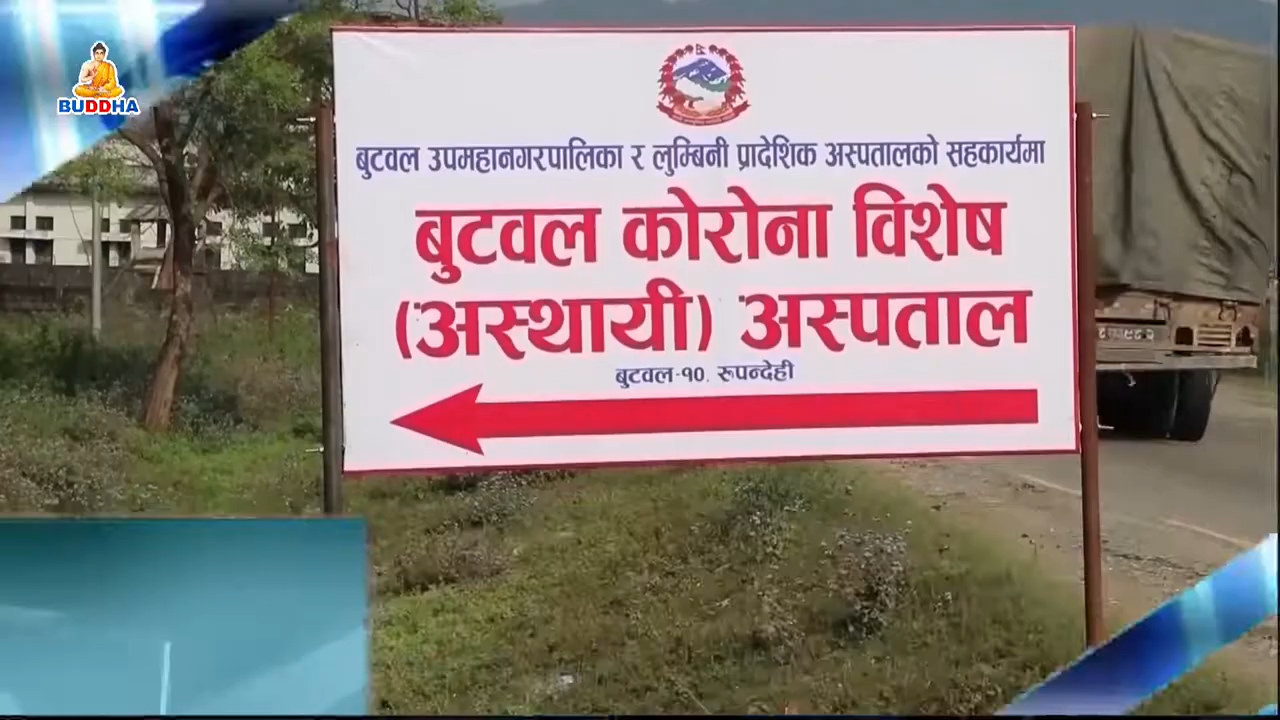 BUDDHA
बुटवल उपमहानगरपालिका र लुम्बिनी प्रादेशिक अस्पतालको सहकार्यमा
बुटवल कोरोना विशेष
(अस्थायी) अस्पताल
बुटवल-१०, रुपन्देही